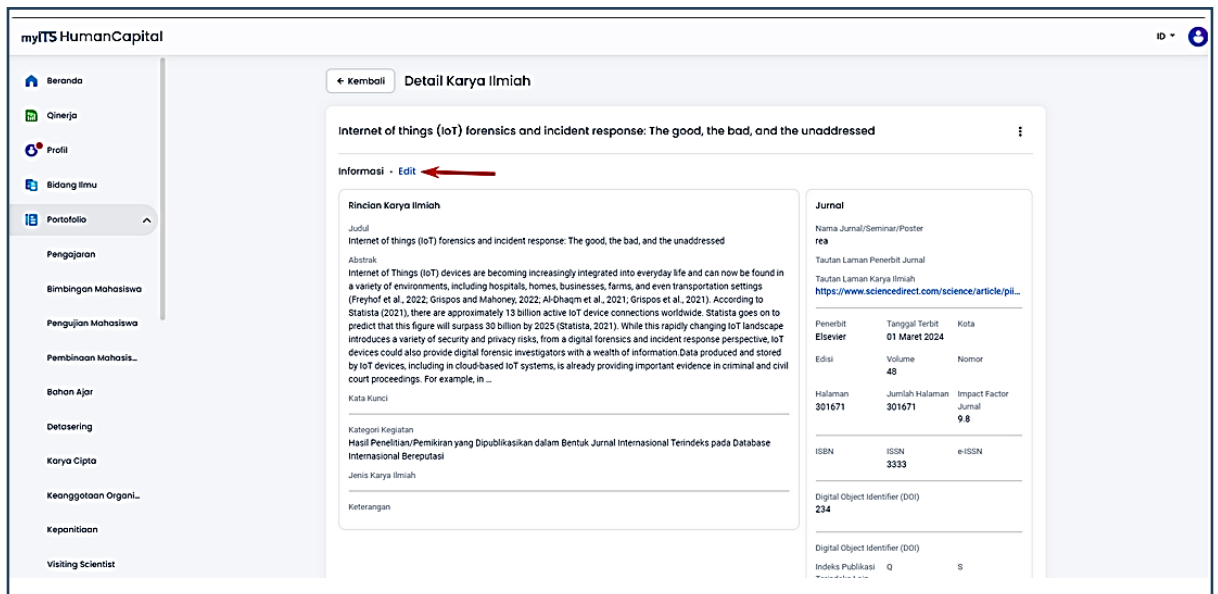 myITS HumanCapital
ID
Beranda
Qinerja
Profil
Bidang Ilmu
Portofolio
Pengajaran
Bimbingan Mahasiswa
Pengujian Mahasiswa
Pembinaan Mahasis...
Bahan Ajar
Detasering
Karya Cipta
Keanggotaan Organi...
Kepanitiaan
Visiting Scientist
← Kembali
Detail Karya Ilmiah
Internet of things (IoT) forensics and incident response: The good, the bad, and the unaddressed
Informasi - Edit
Rincian Karya Ilmiah
Judul
Internet of things (IoT) forensics and incident response: The good, the bad, and the unaddressed
Abstrak
Internet of Things (IoT) devices are becoming increasingly integrated into everyday life and can now be found in
a variety of environments, including hospitals, homes, businesses, farms, and even transportation settings
(Freyhof et al., 2022; Grispos and Mahoney, 2022; Al-Dhaqm et al., 2021; Grispos et al., 2021). According to
Statista (2021), there are approximately 13 billion active IoT device connections worldwide. Statista goes on to
predict that this figure will surpass 30 billion by 2025 (Statista, 2021). While this rapidly changing IoT landscape
introduces a variety of security and privacy risks, from a digital forensics and incident response perspective, IoT
devices could also provide digital forensic investigators with a wealth of information.Data produced and stored
by IoT devices, including in cloud-based IoT systems, is already providing important evidence in criminal and civil
court proceedings. For example, in ...
Kata Kunci
Kategori Kegiatan
Hasil Penelitian/Pemikiran yang Dipublikasikan dalam Bentuk Jurnal Internasional Terindeks pada Database
Internasional Bereputasi
Jenis Karya Ilmiah
Keterangan
Jurnal
Nama Jurnal/Seminar/Poster
rea
Tautan Laman Penerbit Jurnal
Tautan Laman Karya Ilmiah
https://www.sciencedirect.com/science/article/pii...
Penerbit Tanggal Terbit Kota
Elsevier 01 Maret 2024
Edisi Volume Nomor
48
Halaman Jumlah Halaman Impact Factor
Jurnal
301671 301671
9.8
ISBN ISSN e-ISSN
3333
Digital Object Identifier (DOI)
234
Digital Object Identifier (DOI)
Indeks Publikasi Q S